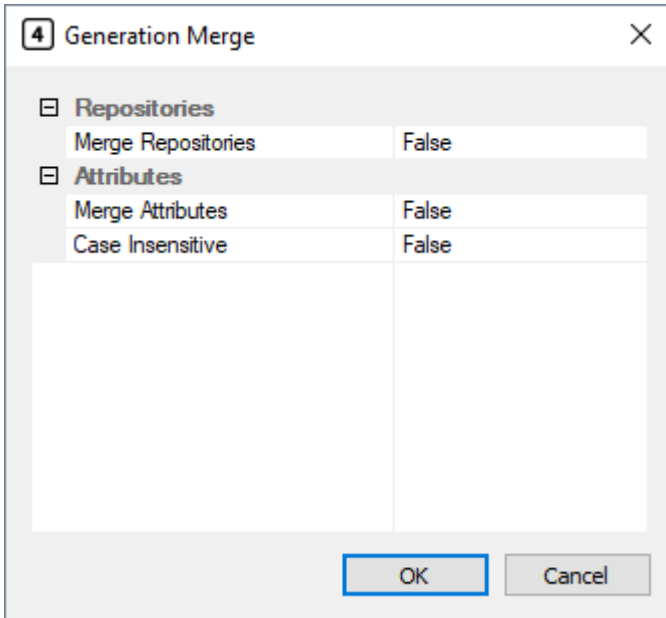 4 Generation Merge
Repositories
Merge Repositories False
Attributes
Merge Attributes False
Case Insensitive False
OK Cancel